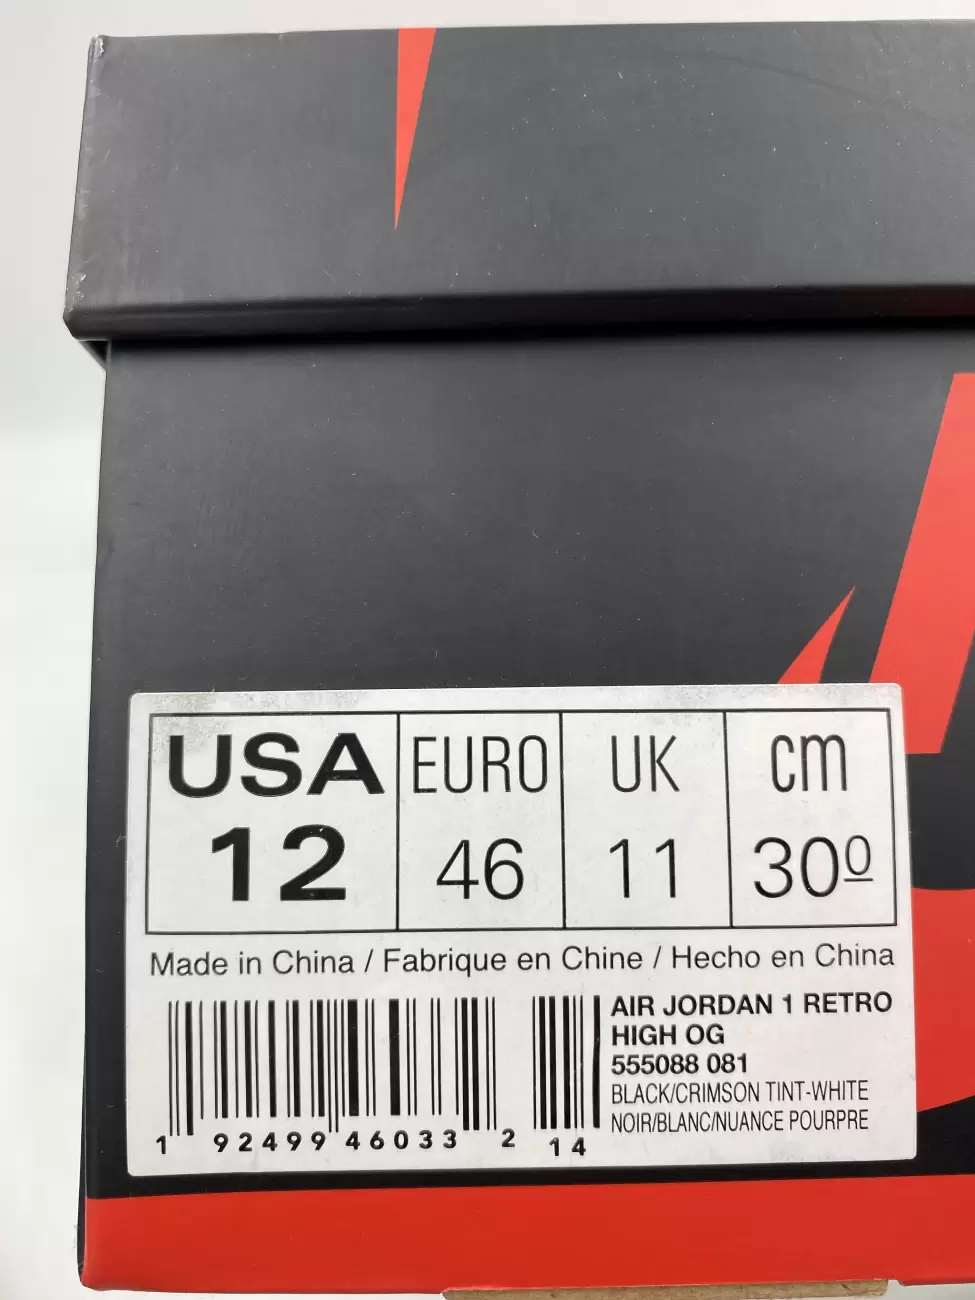 USA EURO UK cm
12 46 11 30º
Made in China / Fabrique en Chine / Hecho en China
AIR JORDAN 1 RETRO
HIGH OG
555088 081
BLACK/CRIMSON TINT-WHITE
NOIR/BLANC/NUANCE POURPRE
1 92499 46033 2 14